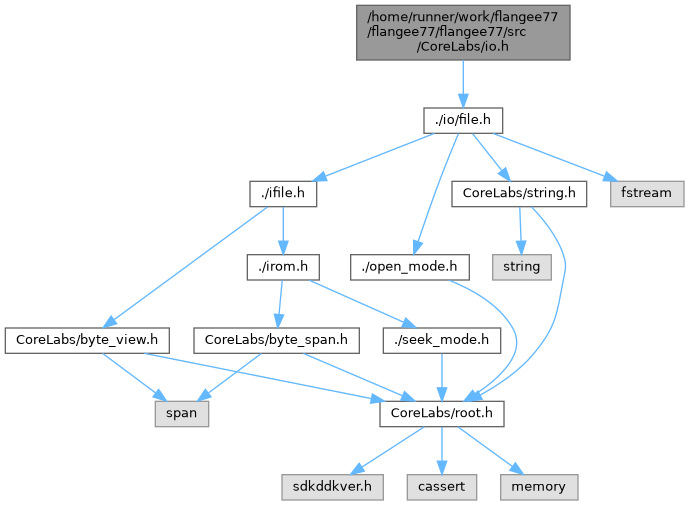 /home/runner/work/flangee77
/flangee77/flangee77/src
/CoreLabs/io.h
./io/file.h
./ifile.h
CoreLabs/string.h
fstream
./irom.h
./open_mode.h
string
CoreLabs/byte_view.h
CoreLabs/byte_span.h
./seek_mode.h
span
CoreLabs/root.h
sdkddkver.h
cassert
memory